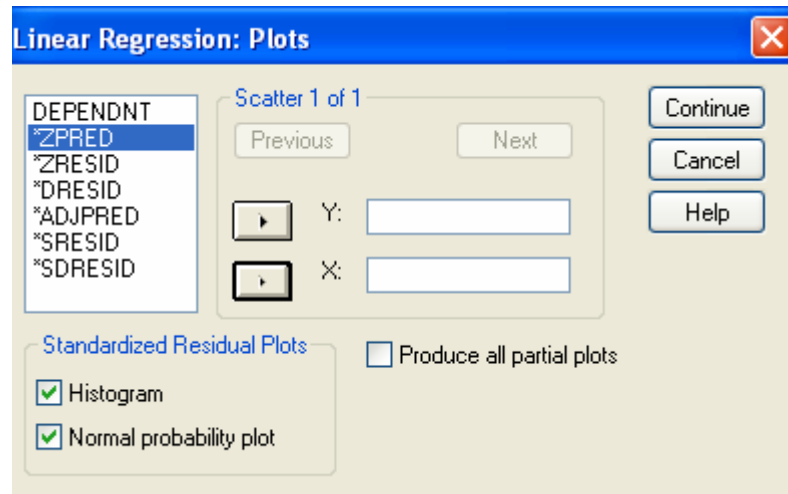 Linear Regression: Plots
DEPENDNT
*ZPRED
*ZRESID
*DRESID
*ADJPRED
*SRESID
*SDRESID
Scatter 1 of 1
Previous
Next
Y:
X:
Continue
Cancel
Help
Standardized Residual Plots
Histogram
Normal probability plot
Produce all partial plots